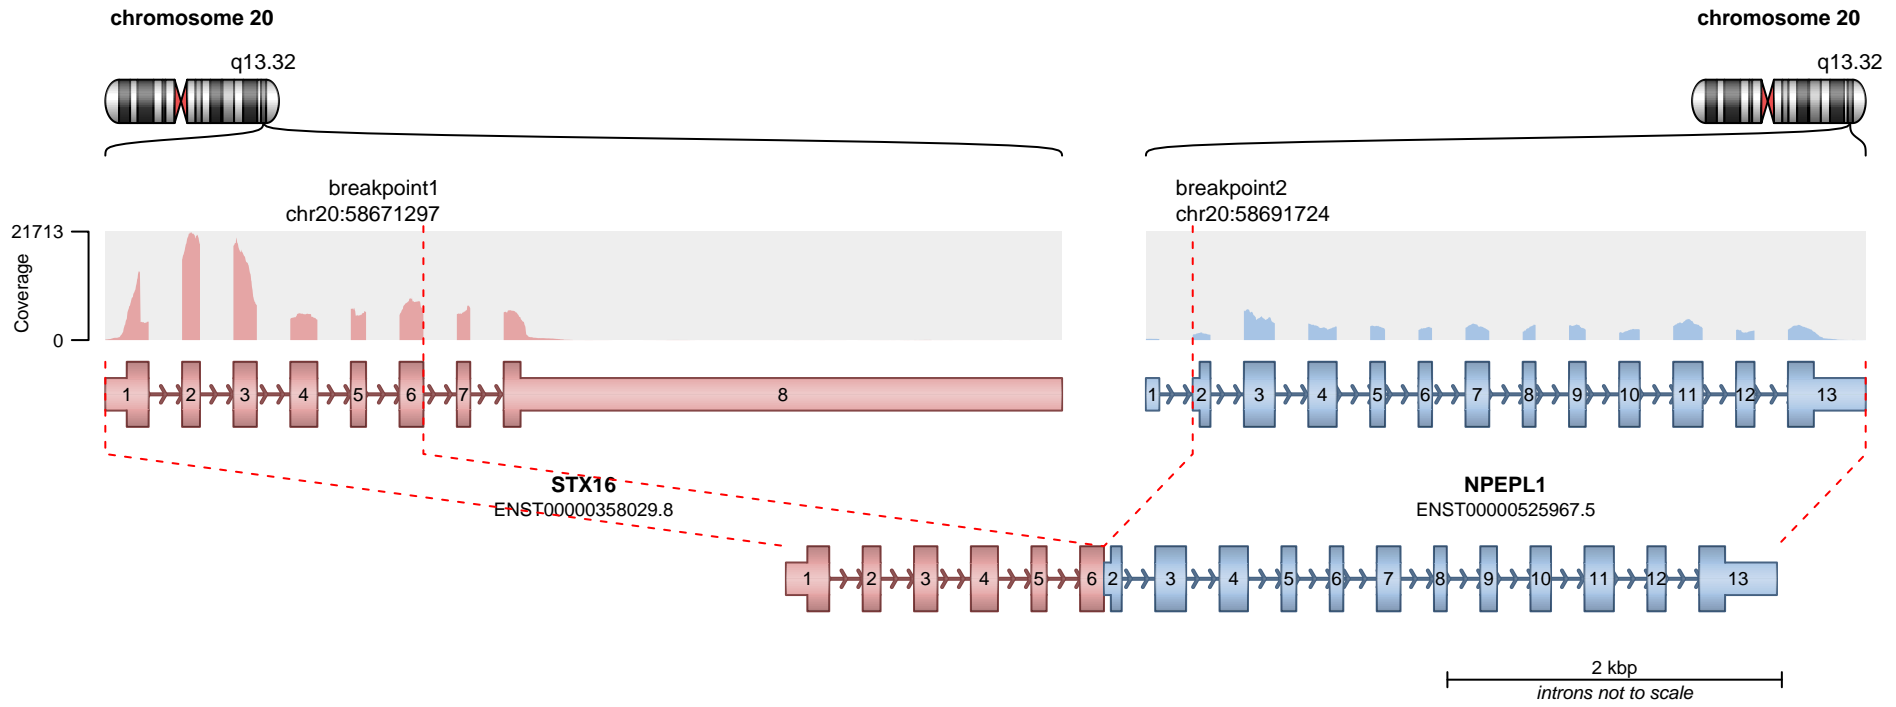 chromosome 20
chromosome 20
q13.32
q13.32
breakpoint1
chr20:58671297
breakpoint2
chr20:58691724
21713
Coverage
0
1 2 3 4 5 6 7 8
1 2 3 4 5 6 7 8 9 10 11 12 13
STX16
ENST00000358029.8
NPEPL1
ENST00000525967.5
1 2 3 4 5 6 2 3 4 5 6 7 8 9 10 11 12 13
2 kbp
introns not to scale